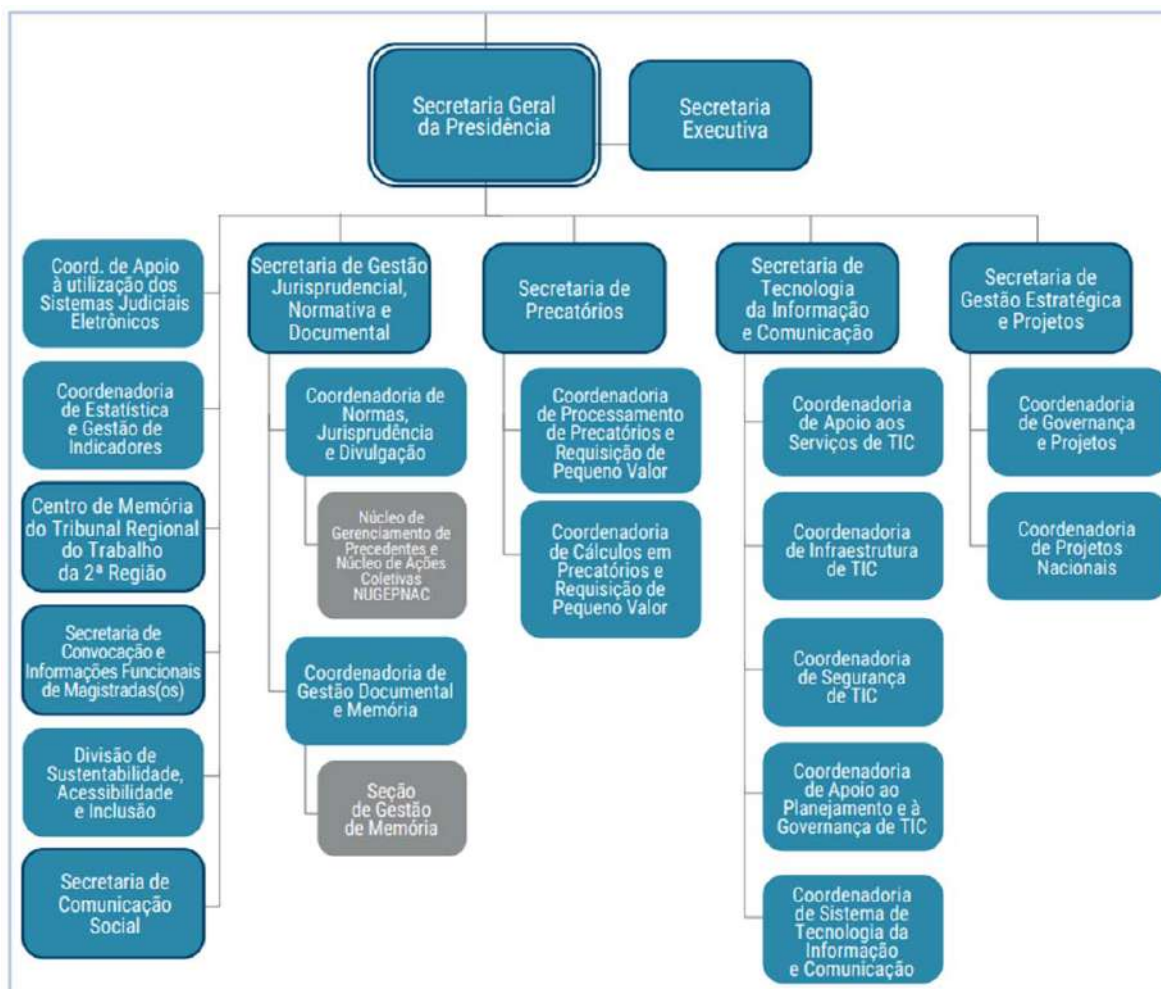 Secretaria Geral
da Presidência
Secretaria
Executiva
Coord. de Apoio
à utilização dos
Sistemas Judiciais
Eletrônicos
Coordenadoria
de Estatística
e Gestão de
Indicadores
Centro de Memória
do Tribunal Regional
do Trabalho
da 2ª Região
Secretaria de
Convocação e
Informações Funcionais
de Magistradas(os)
Divisão de
Sustentabilidade,
Acessibilidade
e Inclusão
Secretaria de
Comunicação
Social
Secretaria de Gestão
Jurisprudencial,
Normativa e
Documental
Coordenadoria de
Normas,
Jurisprudência
e Divulgação
Núcleo de
Gerenciamento de
Precedentes e
Núcleo de Ações
Coletivas
NUGEPNAC
Coordenadoria de
Gestão Documental
e Memória
Seção
de Gestão
de Memória
Secretaria de
Precatórios
Coordenadoria
de Processamento
de Precatórios e
Requisição de
Pequeno Valor
Coordenadoria
de Cálculos em
Precatórios e
Requisição de
Pequeno Valor
Secretaria de
Tecnologia
da Informação
e Comunicação
Coordenadoria
de Apoio aos
Serviços de TIC
Coordenadoria
de Infraestrutura
de TIC
Coordenadoria
de Segurança
de TIC
Coordenadoria
de Apoio ao
Planejamento e à
Governança de TIC
Coordenadoria
de Sistema de
Tecnologia da
Informação
e Comunicação
Secretaria de
Gestão Estratégica
e Projetos
Coordenadoria
de Governança
e Projetos
Coordenadoria
de Projetos
Nacionais